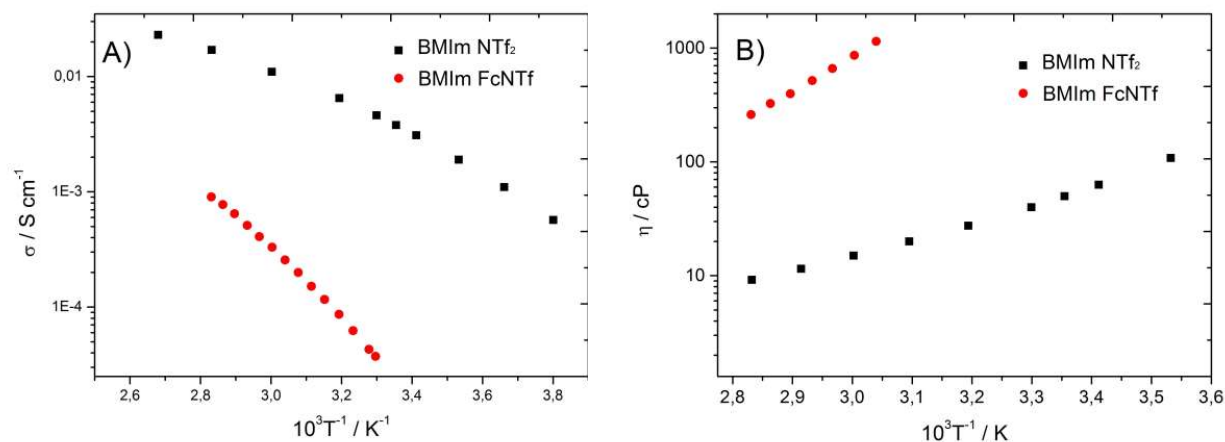 A)
BMIm NTf₂
BMIm FcNTf
0,01
1E-3
1E-4
σ / S cm⁻¹
2,6 2,8 3,0 3,2 3,4 3,6 3,8
10³T⁻¹ / K⁻¹
B)
BMIm NTf₂
BMIm FcNTf
1000
100
10
η / cP
2,8 2,9 3,0 3,1 3,2 3,3 3,4 3,5 3,6
10³T⁻¹ / K